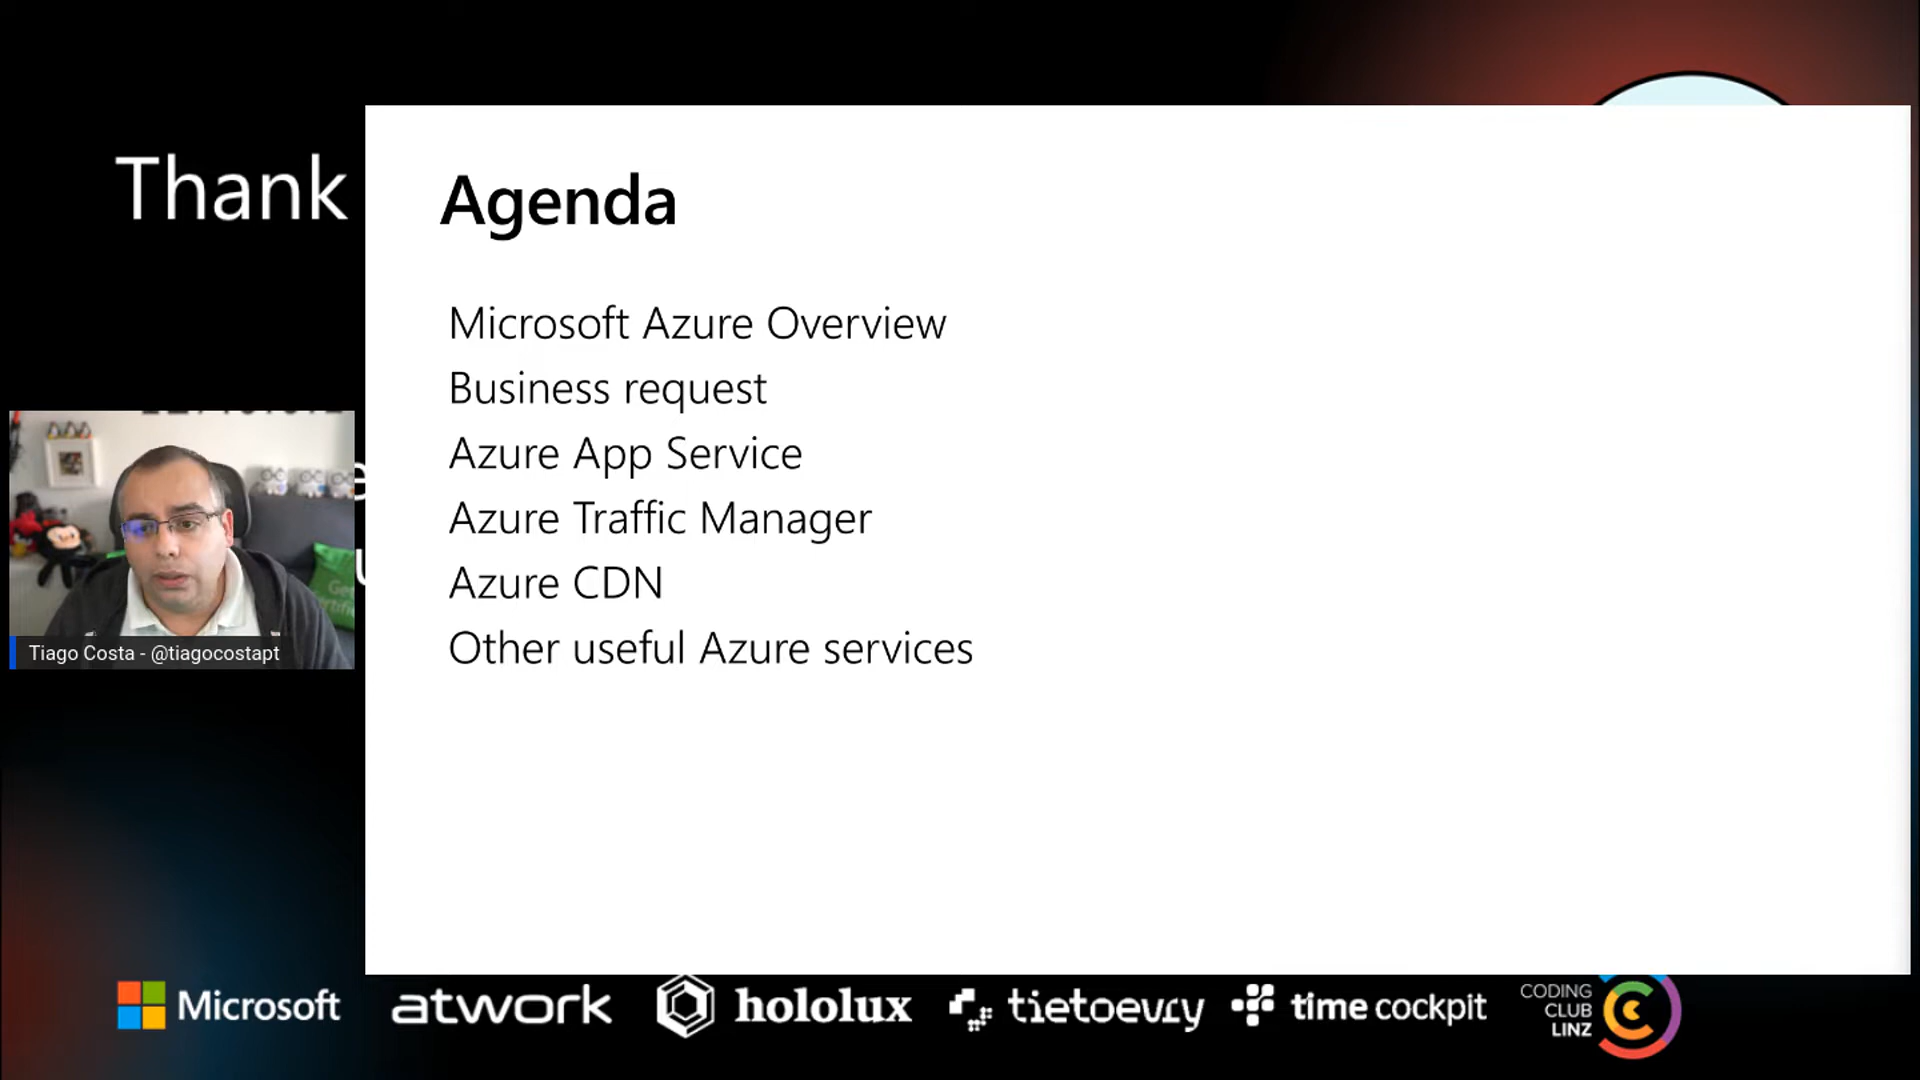 Thank
Agenda
Microsoft Azure Overview
Business request
Azure App Service
Azure Traffic Manager
Azure CDN
Other useful Azure services
Tiago Costa - @tiagocostapt
Microsoft
atwork
hololux
tietoevry
time cockpit
CODING
CLUB
LINZ